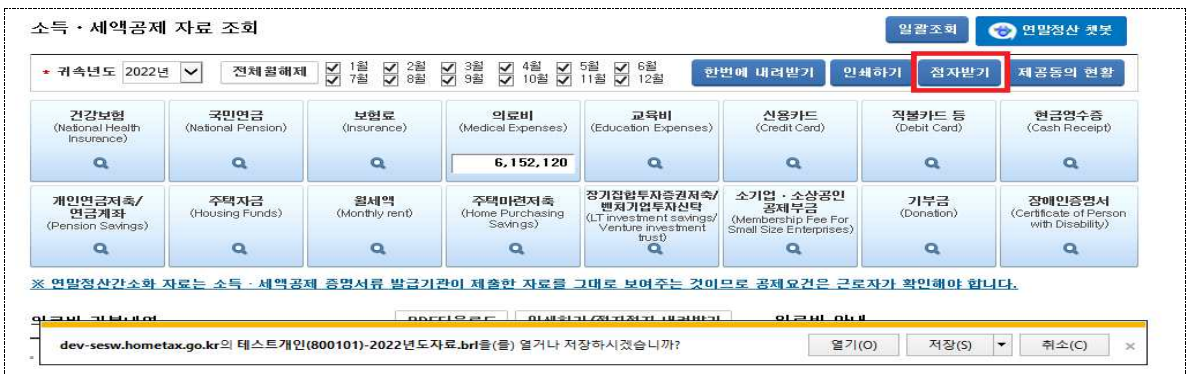 소득・세액공제 자료 조회
일괄조회 연말정산 챗봇
* 귀속년도 2022년 전체월해제 1월 2월 3월 4월 5월 6월
7월 8월 9월 10월 11월 12월
한번에 내려받기 인쇄하기 점자받기 제공동의 현황
건강보험
(National Health
Insurance)
국민연금
(National Pension)
보험료
(Insurance)
의료비
(Medical Expenses)
6,152,120
교육비
(Education Expenses)
신용카드
(Credit Card)
직불카드 등
(Debit Card)
현금영수증
(Cash Receipt)
개인연금저축/
연금계좌
(Pension Savings)
주택자금
(Housing Funds)
월세액
(Monthly rent)
주택마련저축
(Home Purchasing
Savings)
장기집합투자증권저축/
벤처기업투자신탁
(LT investment savings/
Venture investment
trust)
소기업・소상공인
공제부금
(Membership Fee For
Small Size Enterprises)
기부금
(Donation)
장애인증명서
(Certificate of Person
with Disability)
※ 연말정산간소화 자료는 소득・세액공제 증명서류 발급기관이 제출한 자료를 그대로 보여주는 것이므로 공제요건은 근로자가 확인해야 합니다.
dev-sesw.hometax.go.kr의 테스트개인(800101)-2022년도자료.brl을(를) 열거나 저장하시겠습니까?
열기(O) 저장(S) 취소(C) ×